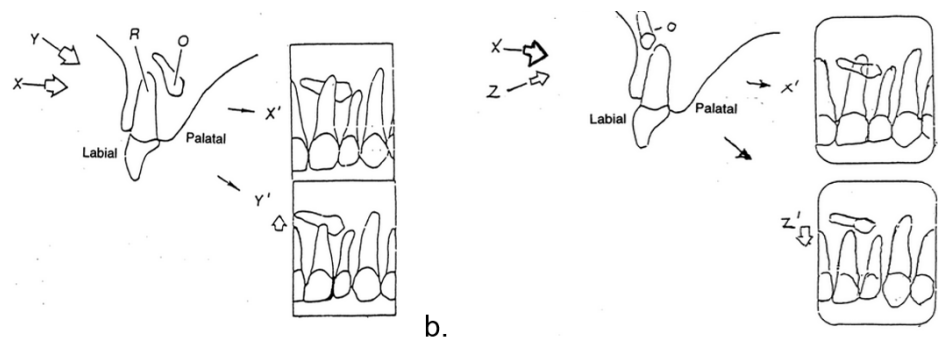 Y
X
R
O
Labial
Palatal
X'
Y'
b.
X
Z
O
Labial
Palatal
X'
Z'